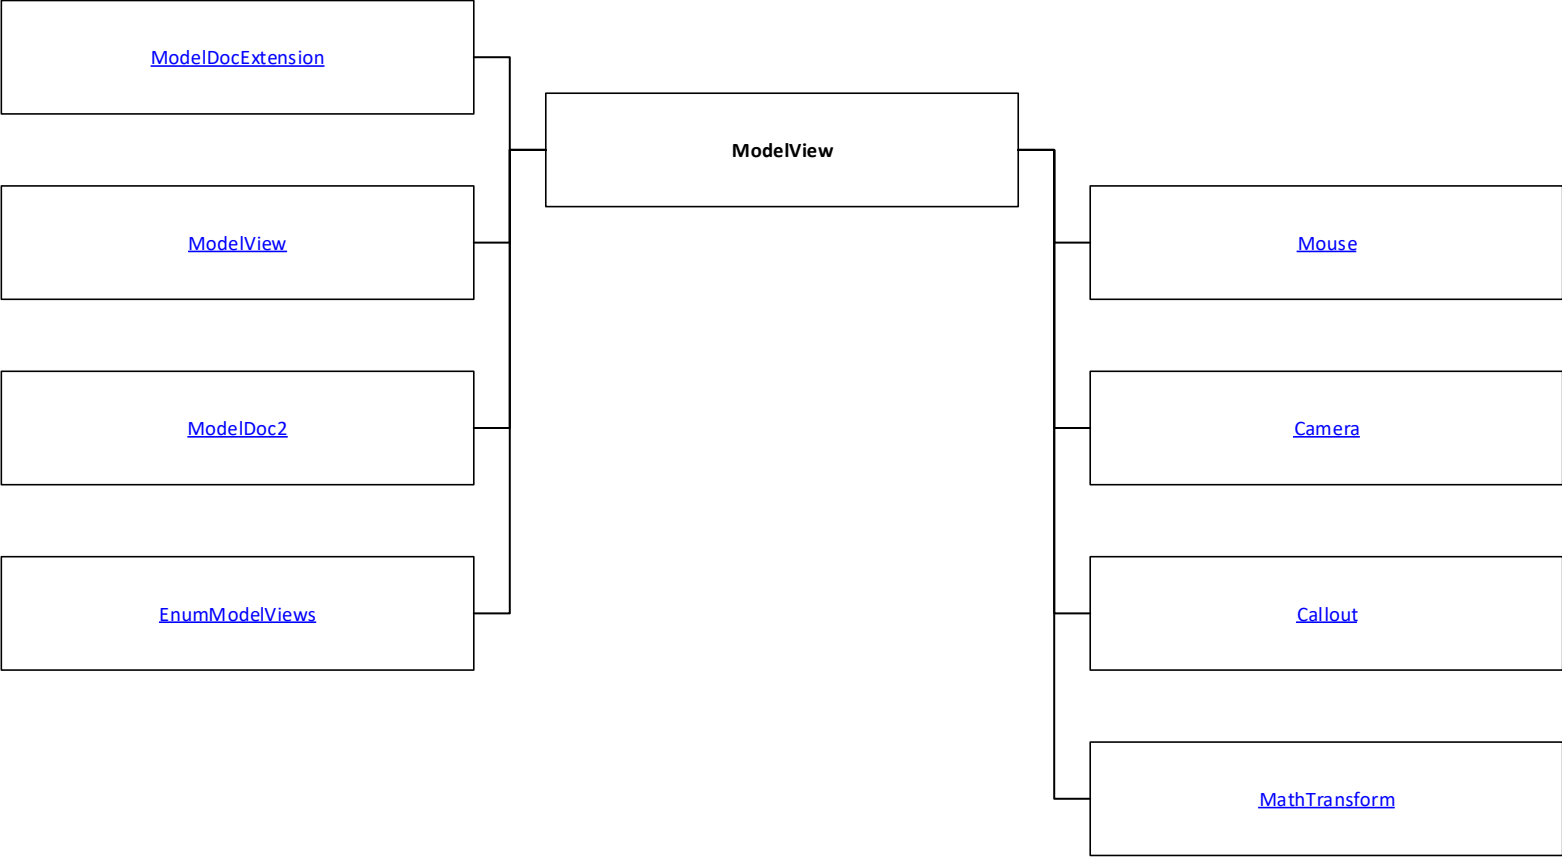 ModelDocExtension
ModelView
ModelView
Mouse
ModelDoc2
Camera
EnumModelViews
Callout
MathTransform